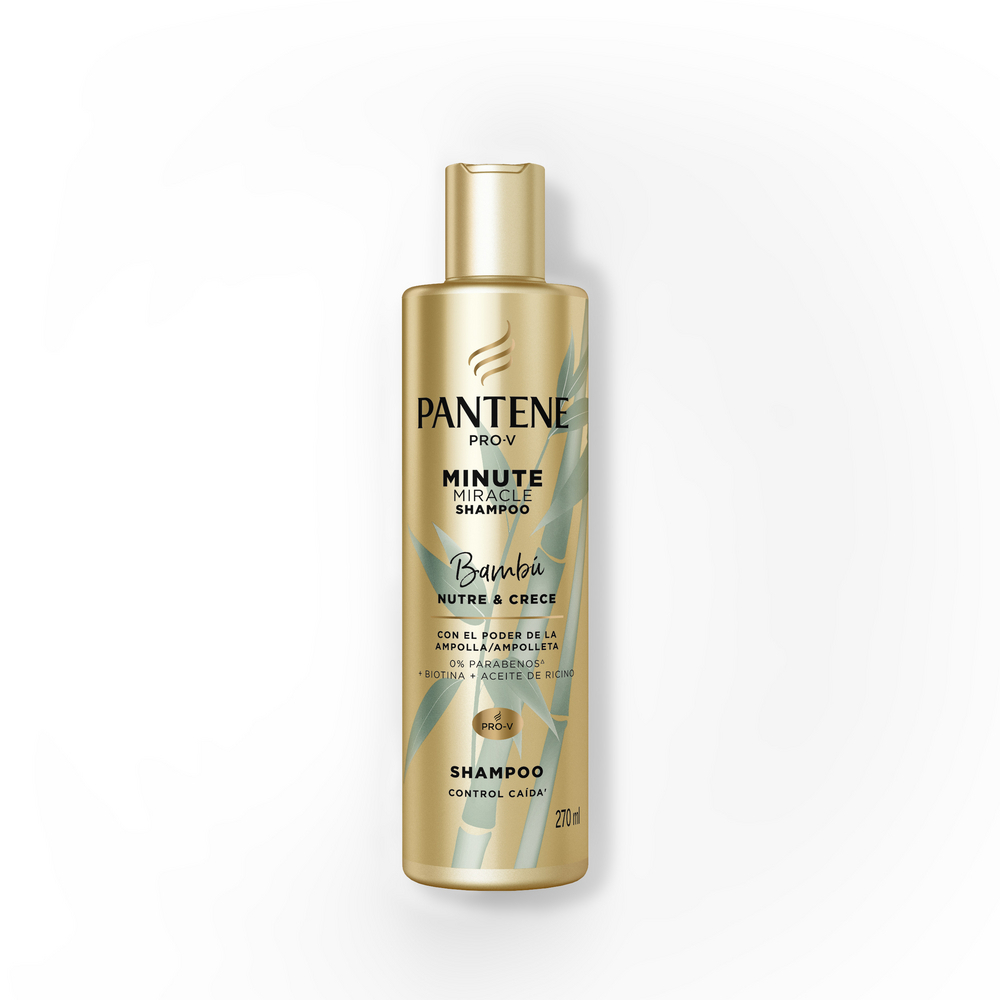 PANTENE
PRO-V
MINUTE
MIRACLE
SHAMPOO
Bambú
NUTRE & CRECE
CON EL PODER DE LA
AMPOLLA/AMPOLLETA
0% PARABENOSᐞ
+ BIOTINA + ACEITE DE RICINO
PRO-V
SHAMPOO
CONTROL CAÍDA'
270 ml